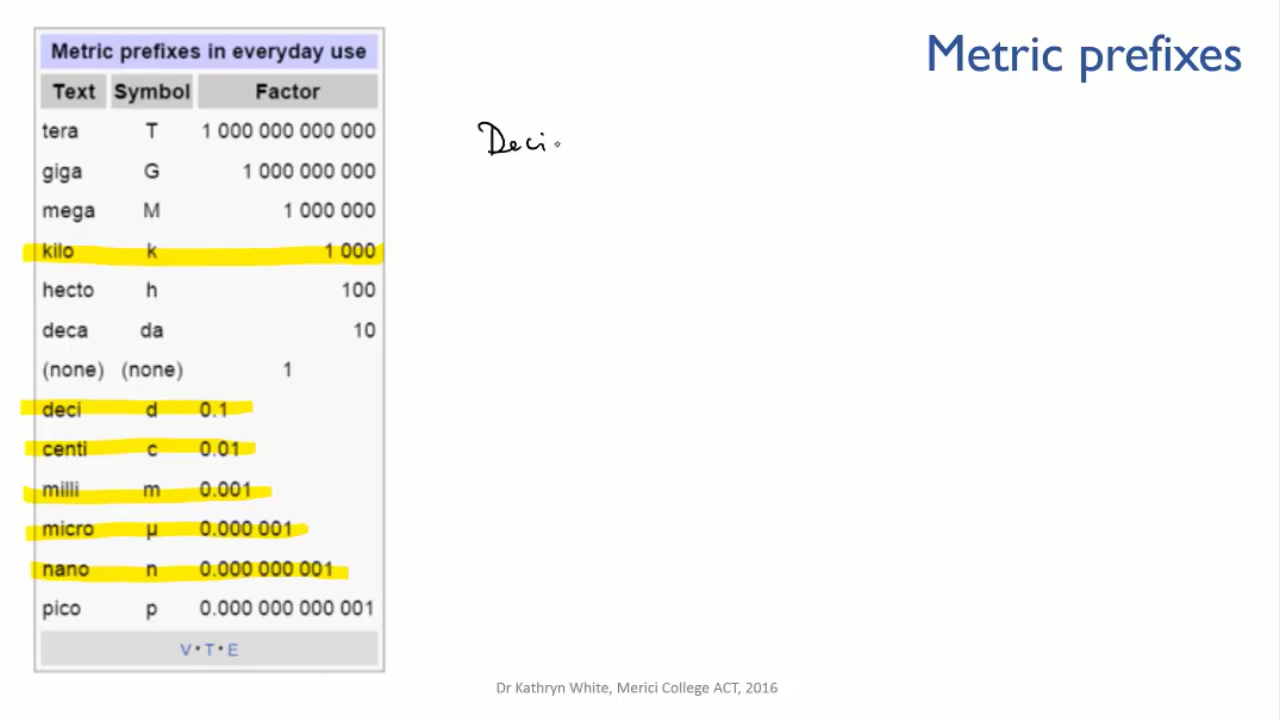 Metric prefixes
Metric prefixes in everyday use
Text Symbol Factor
tera T 1 000 000 000 000
giga G 1 000 000 000
mega M 1 000 000
kilo k 1 000
hecto h 100
deca da 10
(none) (none) 1
deci d 0.1
centi c 0.01
milli m 0.001
micro µ 0.000 001
nano n 0.000 000 001
pico p 0.000 000 000 001
V•T•E
Deci
Dr Kathryn White, Merici College ACT, 2016